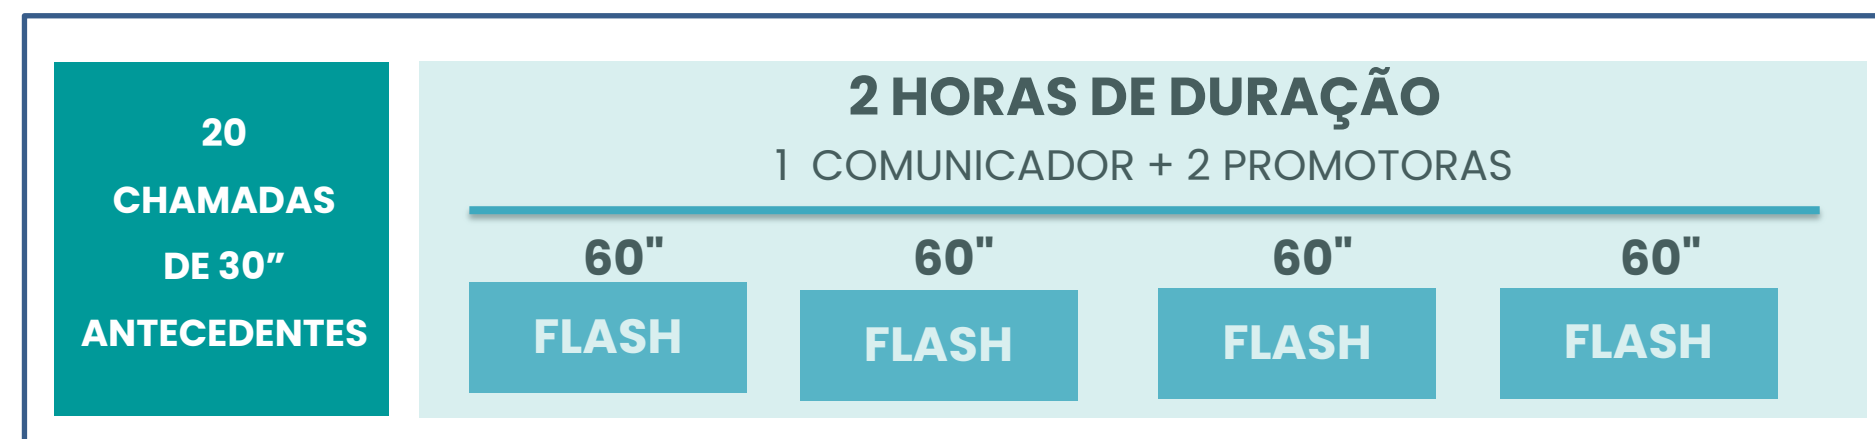 20
CHAMADAS
DE 30”
ANTECEDENTES
2 HORAS DE DURAÇÃO
1 COMUNICADOR + 2 PROMOTORAS
60" 60" 60" 60"
FLASH FLASH FLASH FLASH